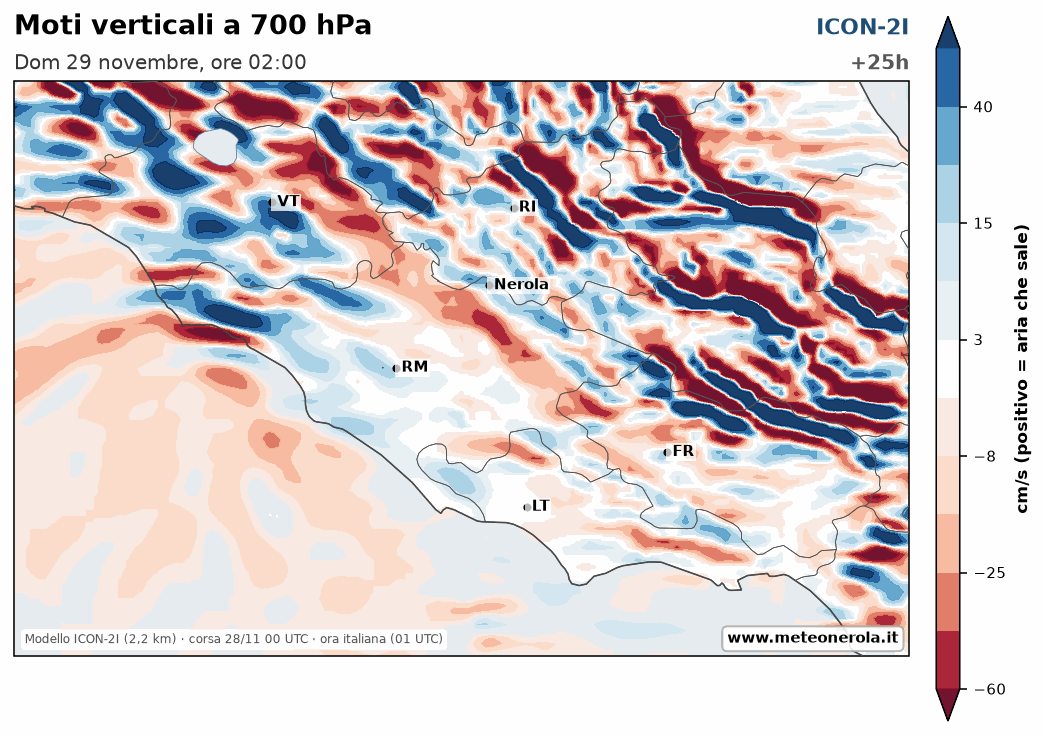 Moti verticali a 700 hPa
ICON-2I
Dom 29 novembre, ore 02:00
+25h
40
15
3
−8
−25
−60
cm/s (positivo = aria che sale)
VT
RI
Nerola
RM
FR
LT
Modello ICON-2I (2,2 km) · corsa 28/11 00 UTC · ora italiana (01 UTC)
www.meteonerola.it